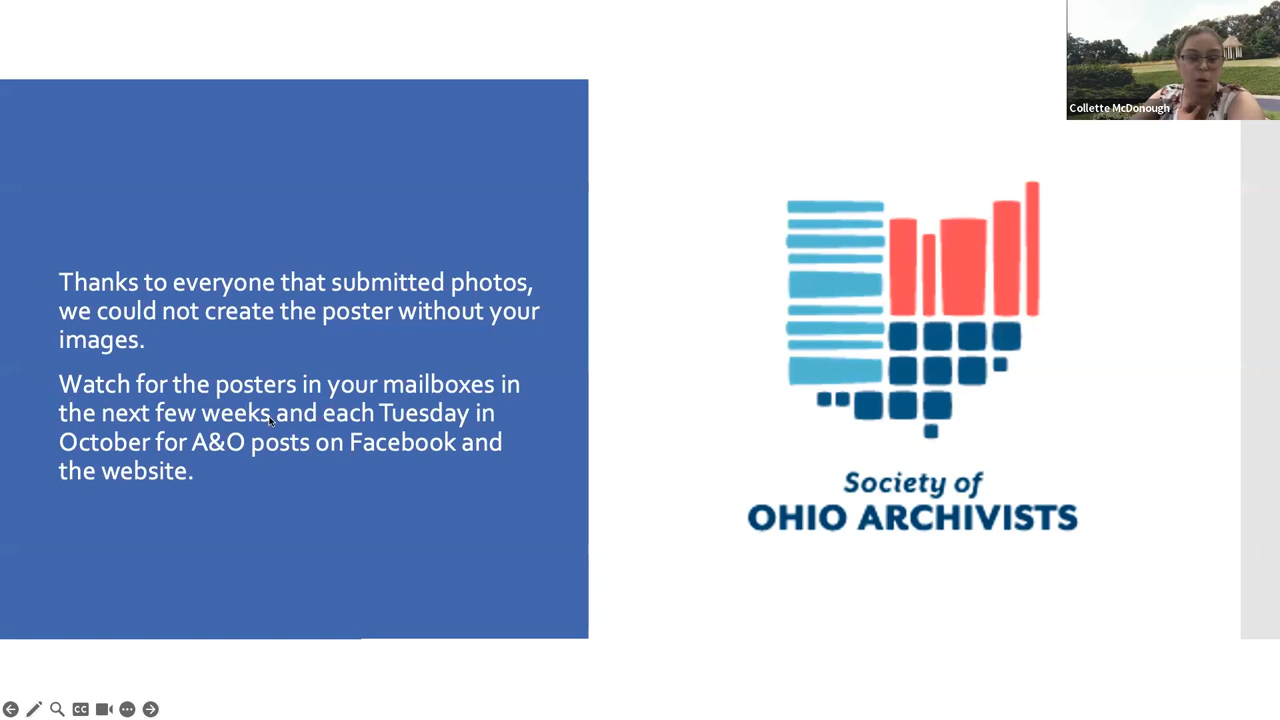 Collette McDonough
Thanks to everyone that submitted photos,
we could not create the poster without your
images.
Watch for the posters in your mailboxes in
the next few weeks and each Tuesday in
October for A&O posts on Facebook and
the website.
Society of
OHIO ARCHIVISTS
CC